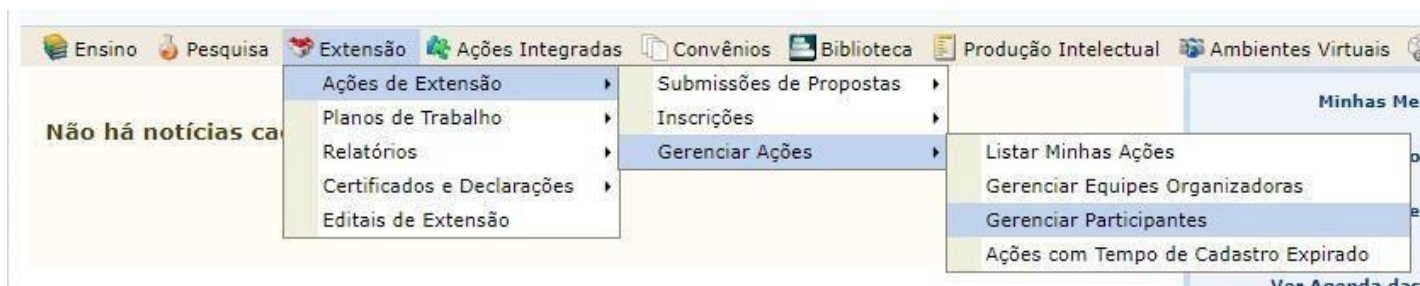 Ensino Pesquisa Extensão Ações Integradas Convênios Biblioteca Produção Intelectual Ambientes Virtuais
Ações de Extensão Submissões de Propostas
Minhas Me
Planos de Trabalho Inscrições
Não há notícias ca
Relatórios Gerenciar Ações Listar Minhas Ações
Certificados e Declarações Gerenciar Equipes Organizadoras
Editais de Extensão Gerenciar Participantes
Ações com Tempo de Cadastro Expirado